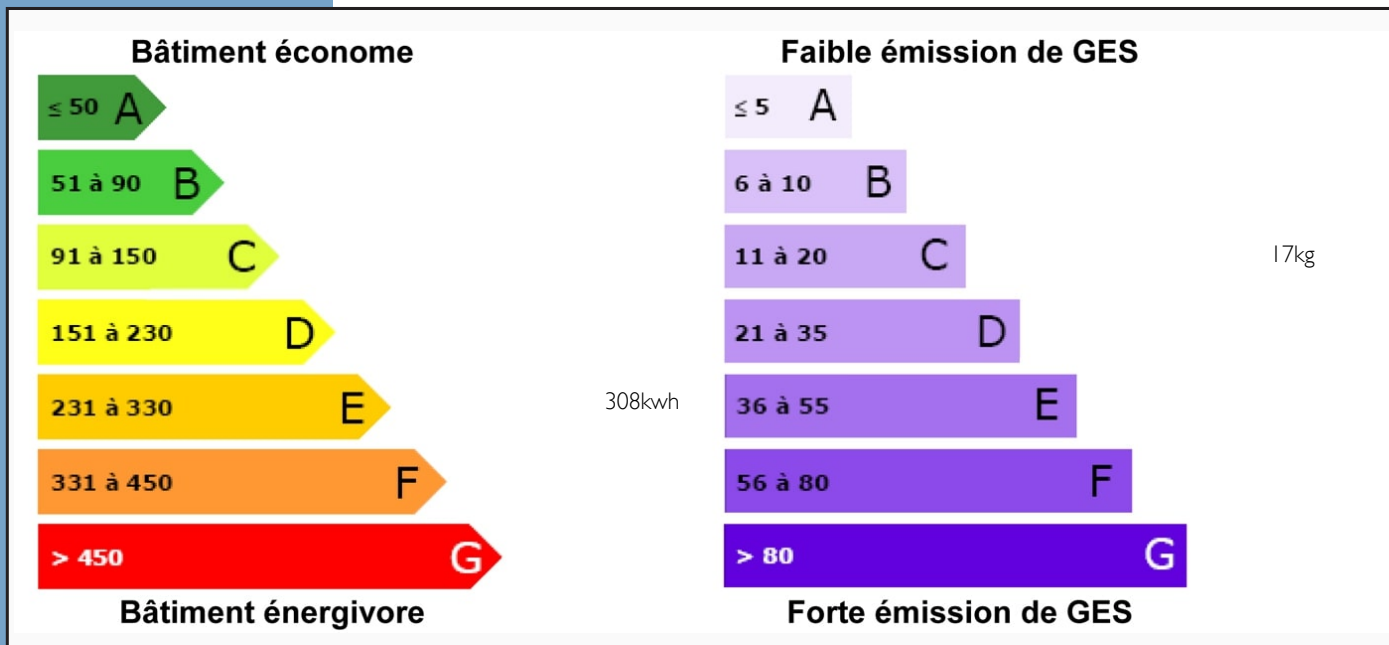 Bâtiment économe
≤ 50 A
51 à 90 B
91 à 150 C
151 à 230 D
231 à 330 E
308kwh
331 à 450 F
> 450 G
Bâtiment énergivore
Faible émission de GES
≤ 5 A
6 à 10 B
11 à 20 C
17kg
21 à 35 D
36 à 55 E
56 à 80 F
> 80 G
Forte émission de GES